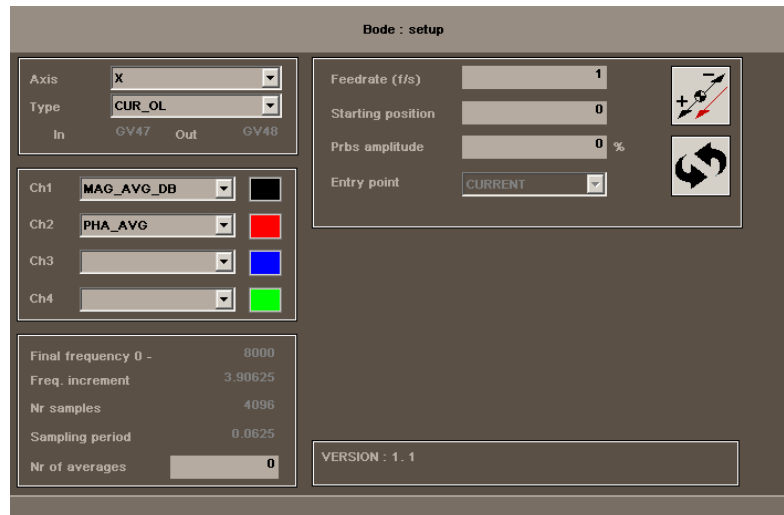 Bode : setup
Axis X
Type CUR_OL
In GV47 Out GV48
Ch1 MAG_AVG_DB
Ch2 PHA_AVG
Ch3
Ch4
Final frequency 0 - 8000
Freq. increment 3.90625
Nr samples 4096
Sampling period 0.0625
Nr of averages 0
Feedrate (f/s) 1
Starting position 0
Prbs amplitude 0 %
Entry point CURRENT
- +
VERSION : 1. 1